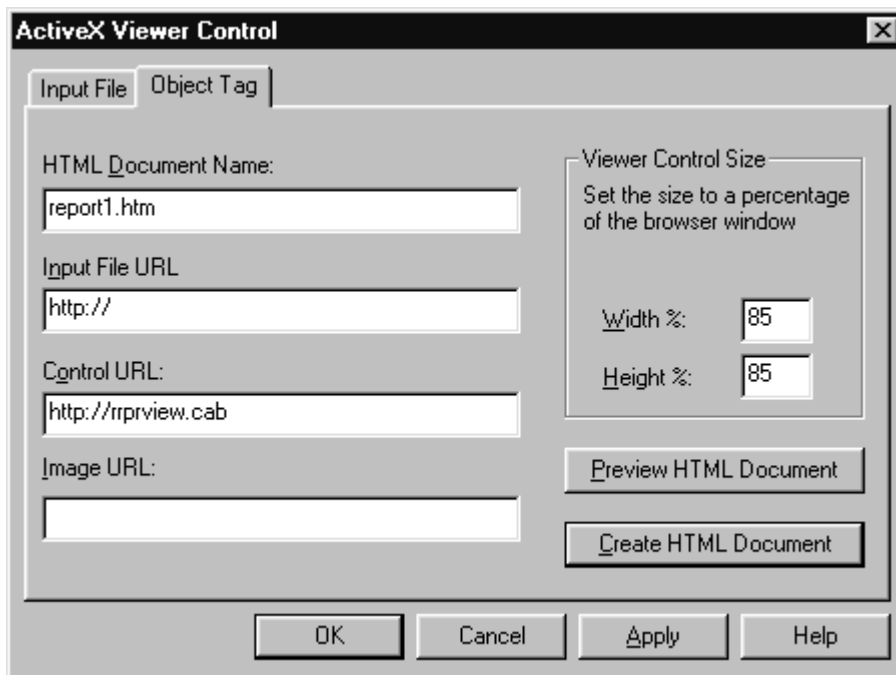 ActiveX Viewer Control
Input File
Object Tag
HTML Document Name:
report1.htm
Input File URL
http://
Control URL:
http://rrprview.cab
Image URL:
Viewer Control Size
Set the size to a percentage
of the browser window
Width %:
85
Height %:
85
Preview HTML Document
Create HTML Document
OK
Cancel
Apply
Help